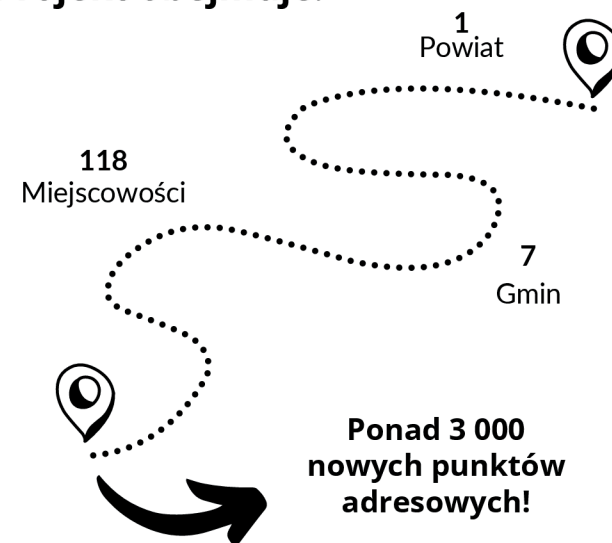 1
Powiat
118
Miejscowości
7
Gmin
Ponad 3 000
nowych punktów
adresowych!